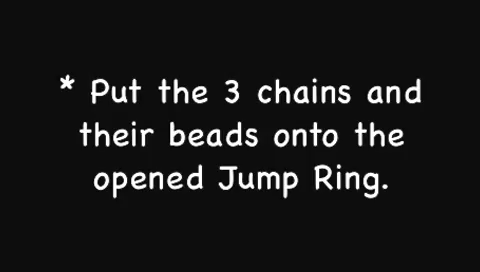 * Put the 3 chains and
their beads onto the
opened Jump Ring.